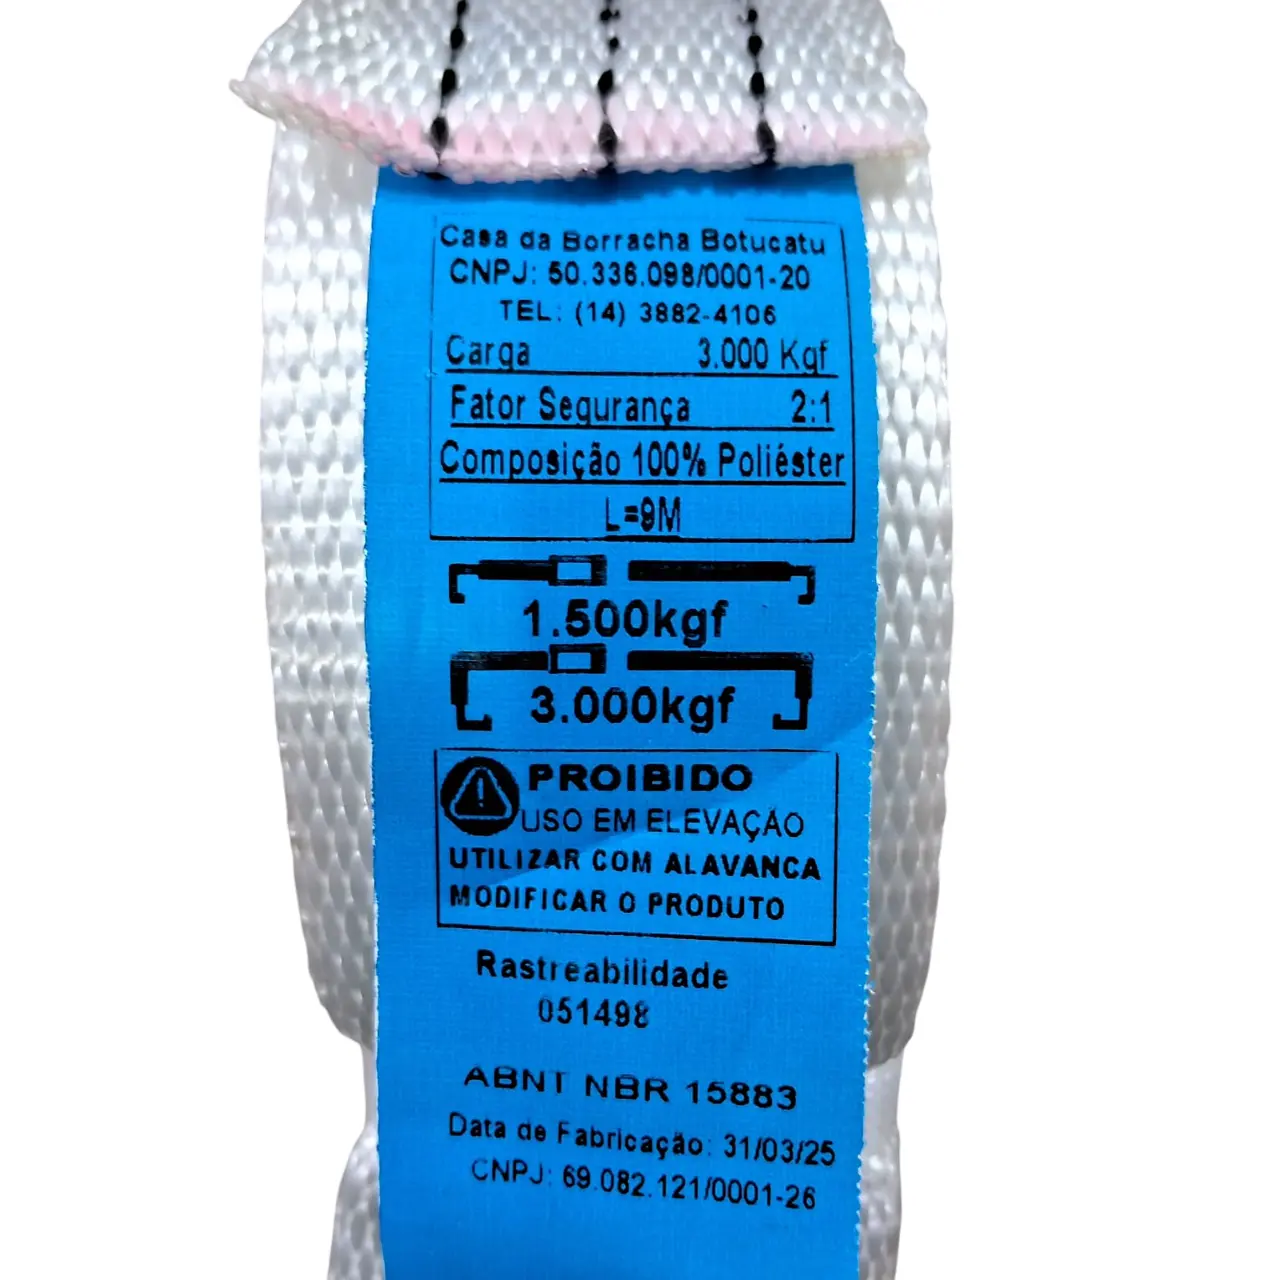 Casa da Borracha Botucatu
CNPJ: 50.336.098/0001-20
TEL: (14) 3882-4106
Carga 3.000 Kgf
Fator Segurança 2:1
Composição 100% Poliéster
L=9M
1.500kgf
3.000kgf
PROIBIDO
USO EM ELEVAÇÃO
UTILIZAR COM ALAVANCA
MODIFICAR O PRODUTO
Rastreabilidade
051498
ABNT NBR 15883
Data de Fabricação: 31/03/25
CNPJ: 69.082.121/0001-26